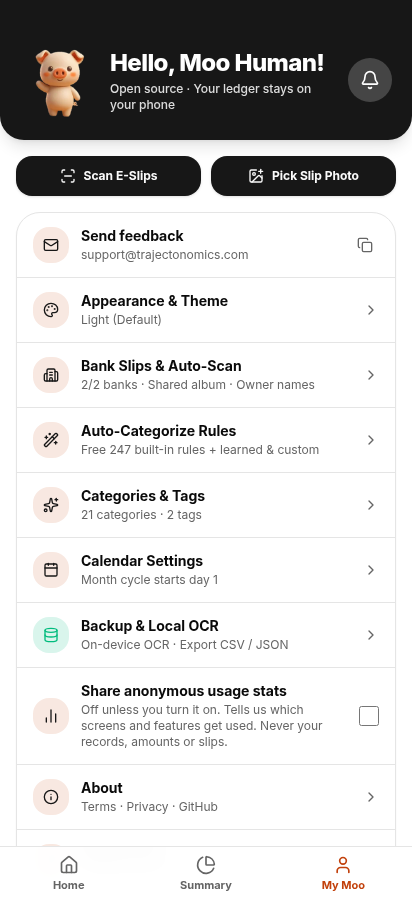 Hello, Moo Human!
Open source · Your ledger stays on
your phone
Scan E-Slips
Pick Slip Photo
Send feedback
support@trajectonomics.com
Appearance & Theme
Light (Default)
Bank Slips & Auto-Scan
2/2 banks · Shared album · Owner names
Auto-Categorize Rules
Free 247 built-in rules + learned & custom
Categories & Tags
21 categories · 2 tags
Calendar Settings
Month cycle starts day 1
Backup & Local OCR
On-device OCR · Export CSV / JSON
Share anonymous usage stats
Off unless you turn it on. Tells us which
screens and features get used. Never your
records, amounts or slips.
About
Terms · Privacy · GitHub
Home
Summary
My Moo